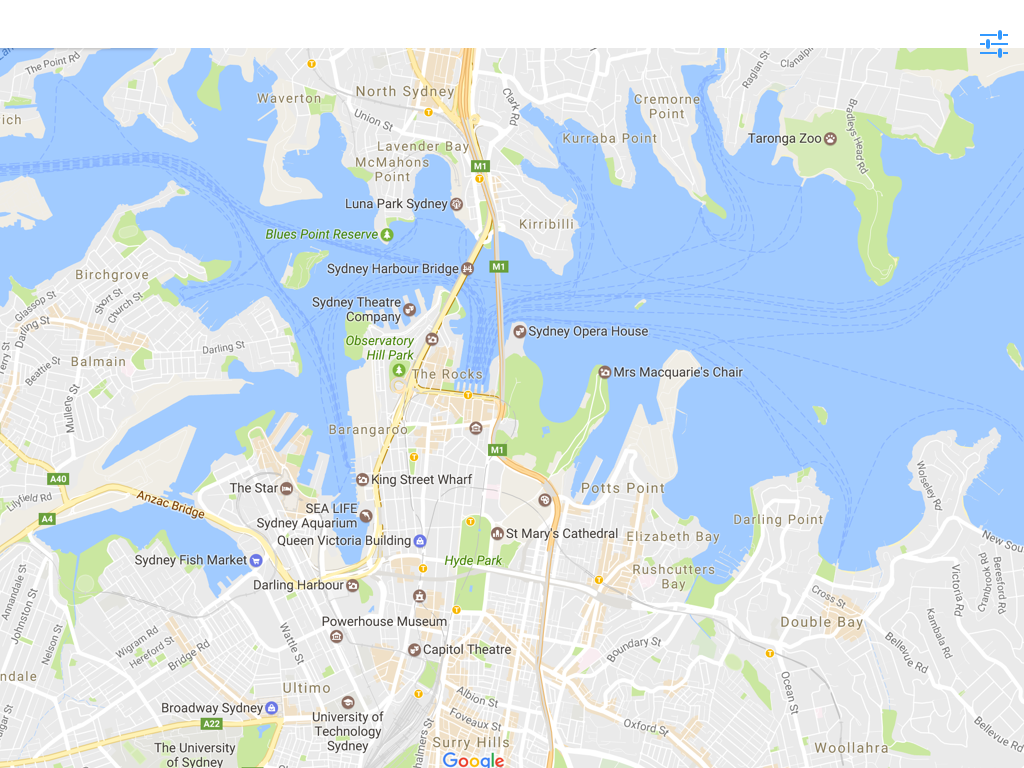 The Point Rd
Waverton
North Sydney
Union St
Clark Rd
Cremorne
Point
Raglan St
Bradley's Head Rd
Lavender Bay
McMahons
Point
Kurraba Point
Taronga Zoo
M1
Luna Park Sydney
Kirribilli
Blues Point Reserve
Birchgrove
Sydney Harbour Bridge
M1
Glassop St
Short St
Church St
Sydney Theatre
Company
Darling St
Sydney Opera House
Observatory
Hill Park
Darling St
Beattie St
Balmain
The Rocks
Mrs Macquarie's Chair
Mullens St
Barangaroo
M1
A40
King Street Wharf
The Star
Potts Point
Lilyfield Rd
Anzac Bridge
Wolseley Rd
SEA LIFE
Sydney Aquarium
A4
Darling Point
St Mary's Cathedral
Elizabeth Bay
Queen Victoria Building
Sydney Fish Market
Hyde Park
Rushcutters
Bay
Darling Harbour
Annandale St
Johnston St
Nelson St
Victoria Rd
Cranbrook Rd
Beresford Rd
Cross St
Double Bay
Powerhouse Museum
Wigram Rd
Hereford St
Bridge Rd
Wattle St
Capitol Theatre
Boundary St
Kambala Rd
Bellevue Rd
Ultimo
Albion St
Ocean St
Broadway Sydney
A22
University of
Technology
Sydney
Foveaux St
Oxford St
Bellevue Rd
The University
of Sydney
Surry Hills
Woollahra
Google